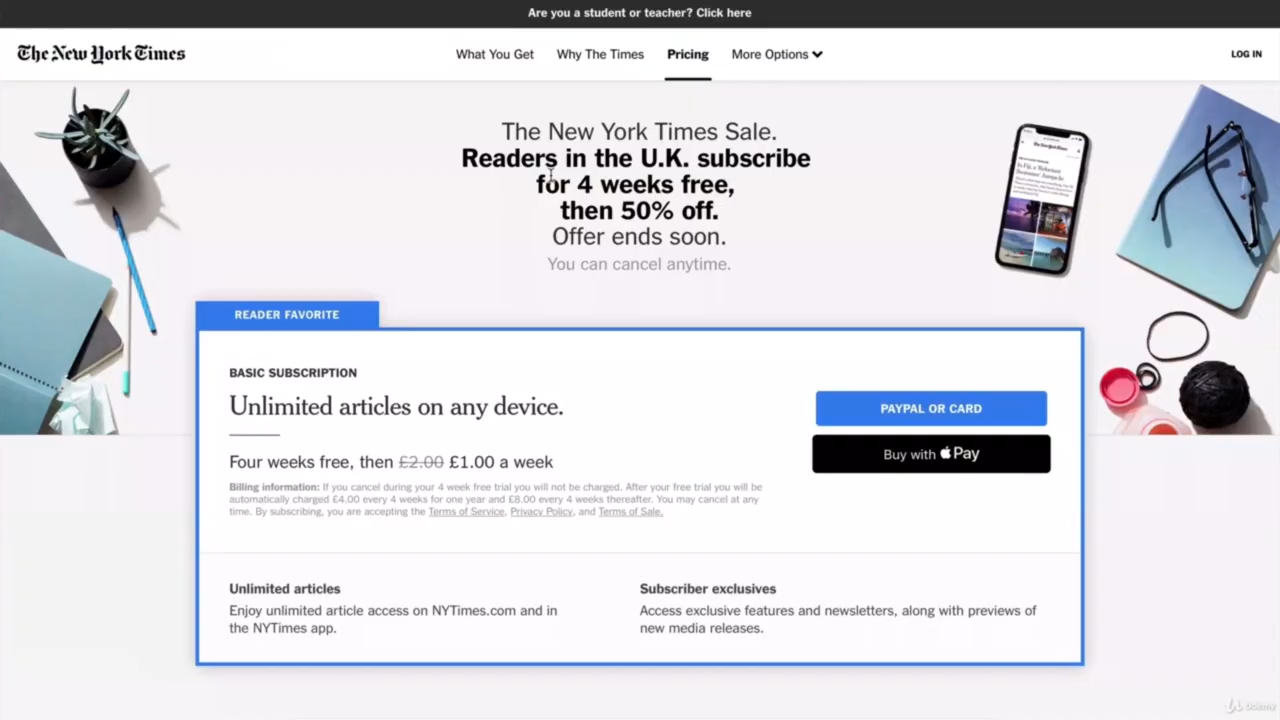 Are you a student or teacher? Click here
The New York Times
What You Get
Why The Times
Pricing
More Options
LOG IN
The New York Times Sale.
Readers in the U.K. subscribe
for 4 weeks free,
then 50% off.
Offer ends soon.
You can cancel anytime.
READER FAVORITE
BASIC SUBSCRIPTION
Unlimited articles on any device.
Four weeks free, then £2.00 £1.00 a week
Billing information: If you cancel during your 4 week free trial you will not be charged. After your free trial you will be
automatically charged £4.00 every 4 weeks for one year and £8.00 every 4 weeks thereafter. You may cancel at any
time. By subscribing, you are accepting the Terms of Service, Privacy Policy, and Terms of Sale.
PAYPAL OR CARD
Buy with Pay
Unlimited articles
Enjoy unlimited article access on NYTimes.com and in
the NYTimes app.
Subscriber exclusives
Access exclusive features and newsletters, along with previews of
new media releases.
Udemy